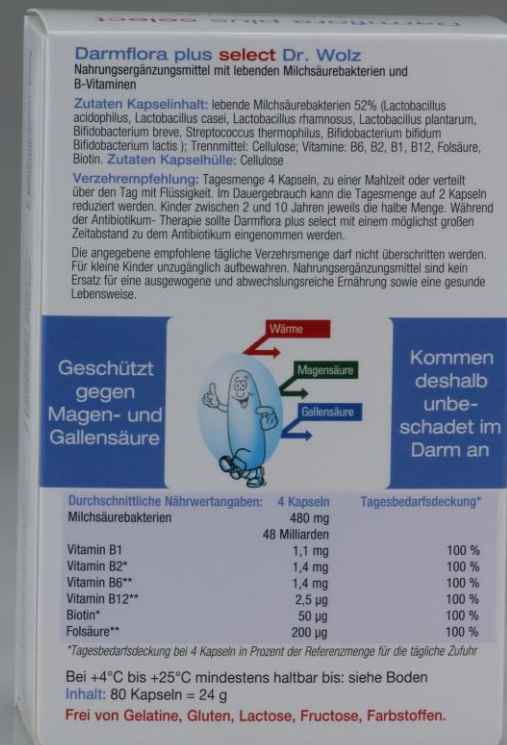 Darmflora plus select
Darmflora plus select Dr. Wolz
Nahrungsergänzungsmittel mit lebenden Milchsäurebakterien und
B-Vitaminen
Zutaten Kapselinhalt: lebende Milchsäurebakterien 52% (Lactobacillus
acidophilus, Lactobacillus casei, Lactobacillus rhamnosus, Lactobacillus plantarum,
Bifidobacterium breve, Streptococcus thermophilus, Bifidobacterium bifidum
Bifidobacterium lactis ); Trennmittel: Cellulose; Vitamine: B6, B2, B1, B12, Folsäure,
Biotin. Zutaten Kapselhülle: Cellulose
Verzehrempfehlung: Tagesmenge 4 Kapseln, zu einer Mahlzeit oder verteilt
über den Tag mit Flüssigkeit. Im Dauergebrauch kann die Tagesmenge auf 2 Kapseln
reduziert werden. Kinder zwischen 2 und 10 Jahren jeweils die halbe Menge. Während
der Antibiotikum- Therapie sollte Darmflora plus select mit einem möglichst großen
Zeitabstand zu dem Antibiotikum eingenommen werden.
Die angegebene empfohlene tägliche Verzehrsmenge darf nicht überschritten werden.
Für kleine Kinder unzugänglich aufbewahren. Nahrungsergänzungsmittel sind kein
Ersatz für eine ausgewogene und abwechslungsreiche Ernährung sowie eine gesunde
Lebensweise.
Geschützt
gegen
Magen- und
Gallensäure
Wärme
Magensäure
Gallensäure
Kommen
deshalb
unbe-
schadet im
Darm an
Durchschnittliche Nährwertangaben: 4 Kapseln Tagesbedarfsdeckung*
Milchsäurebakterien 480 mg
48 Milliarden
Vitamin B1 1,1 mg 100 %
Vitamin B2* 1,4 mg 100 %
Vitamin B6** 1,4 mg 100 %
Vitamin B12** 2,5 µg 100 %
Biotin* 50 µg 100 %
Folsäure** 200 µg 100 %
*Tagesbedarfsdeckung bei 4 Kapseln in Prozent der Referenzmenge für die tägliche Zufuhr
Bei +4°C bis +25°C mindestens haltbar bis: siehe Boden
Inhalt: 80 Kapseln = 24 g
Frei von Gelatine, Gluten, Lactose, Fructose, Farbstoffen.